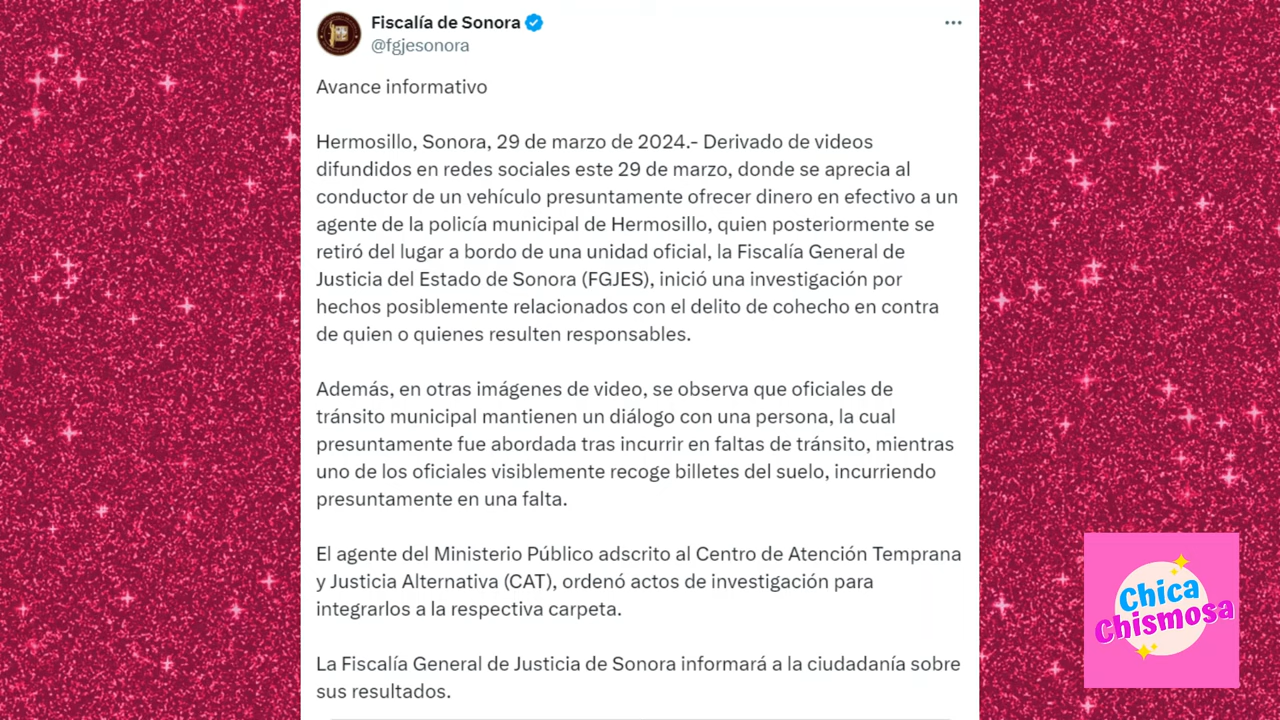 Fiscalía de Sonora
@fgjesonora
Avance informativo
Hermosillo, Sonora, 29 de marzo de 2024.- Derivado de videos
difundidos en redes sociales este 29 de marzo, donde se aprecia al
conductor de un vehículo presuntamente ofrecer dinero en efectivo a un
agente de la policía municipal de Hermosillo, quien posteriormente se
retiró del lugar a bordo de una unidad oficial, la Fiscalía General de
Justicia del Estado de Sonora (FGJES), inició una investigación por
hechos posiblemente relacionados con el delito de cohecho en contra
de quien o quienes resulten responsables.
Además, en otras imágenes de video, se observa que oficiales de
tránsito municipal mantienen un diálogo con una persona, la cual
presuntamente fue abordada tras incurrir en faltas de tránsito, mientras
uno de los oficiales visiblemente recoge billetes del suelo, incurriendo
presuntamente en una falta.
El agente del Ministerio Público adscrito al Centro de Atención Temprana
y Justicia Alternativa (CAT), ordenó actos de investigación para
integrarlos a la respectiva carpeta.
La Fiscalía General de Justicia de Sonora informará a la ciudadanía sobre
sus resultados.
Chica
Chismosa